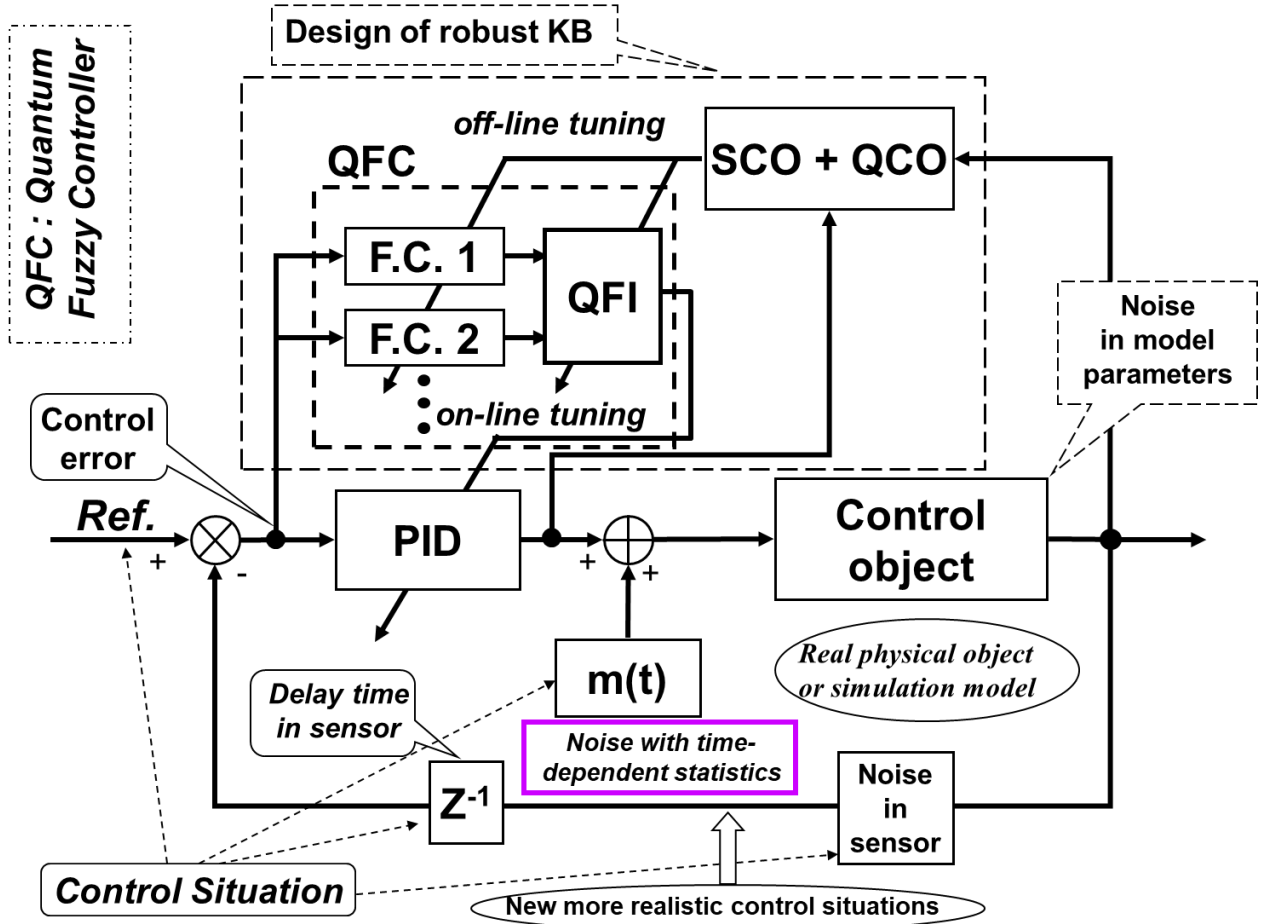 QFC : Quantum
Fuzzy Controller
Design of robust KB
off-line tuning
SCO + QCO
QFC
F.C. 1
QFI
F.C. 2
on-line tuning
Noise
in model
parameters
Control
error
Ref.
+
-
PID
+
+
Control
object
Real physical object
or simulation model
m(t)
Delay time
in sensor
Noise with time-
dependent statistics
Z-1
Noise
in
sensor
Control Situation
New more realistic control situations